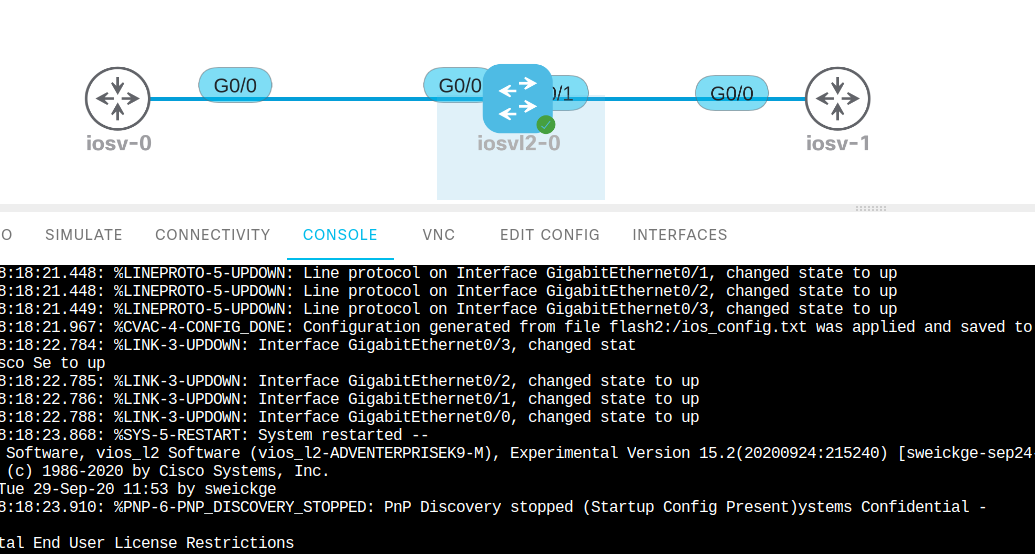 G0/0
G0/0
0/1
G0/0
iosv-0
iosvl2-0
iosv-1
O SIMULATE CONNECTIVITY CONSOLE VNC EDIT CONFIG INTERFACES
8:18:21.448: %LINEPROTO-5-UPDOWN: Line protocol on Interface GigabitEthernet0/1, changed state to up
8:18:21.448: %LINEPROTO-5-UPDOWN: Line protocol on Interface GigabitEthernet0/2, changed state to up
8:18:21.449: %LINEPROTO-5-UPDOWN: Line protocol on Interface GigabitEthernet0/3, changed state to up
8:18:21.967: %CVAC-4-CONFIG_DONE: Configuration generated from file flash2:/ios_config.txt was applied and saved to
8:18:22.784: %LINK-3-UPDOWN: Interface GigabitEthernet0/3, changed stat
sco Se to up
8:18:22.785: %LINK-3-UPDOWN: Interface GigabitEthernet0/2, changed state to up
8:18:22.786: %LINK-3-UPDOWN: Interface GigabitEthernet0/1, changed state to up
8:18:22.788: %LINK-3-UPDOWN: Interface GigabitEthernet0/0, changed state to up
8:18:23.868: %SYS-5-RESTART: System restarted --
Software, vios_l2 Software (vios_l2-ADVENTERPRISEK9-M), Experimental Version 15.2(20200924:215240) [sweickge-sep24-
(c) 1986-2020 by Cisco Systems, Inc.
Tue 29-Sep-20 11:53 by sweickge
8:18:23.910: %PNP-6-PNP_DISCOVERY_STOPPED: PnP Discovery stopped (Startup Config Present)ystems Confidential -
tal End User License Restrictions